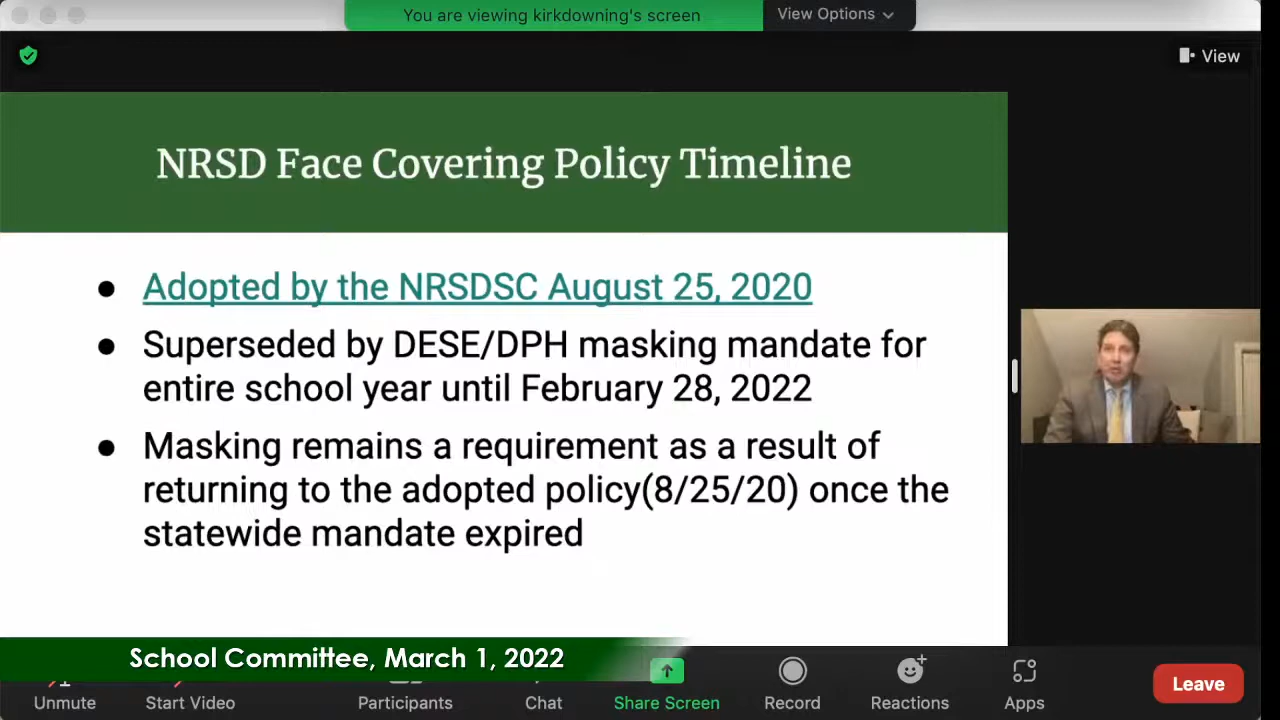 You are viewing kirkdowning's screen
View Options
View
NRSD Face Covering Policy Timeline
● Adopted by the NRSDSC August 25, 2020
● Superseded by DESE/DPH masking mandate for
entire school year until February 28, 2022
● Masking remains a requirement as a result of
returning to the adopted policy(8/25/20) once the
statewide mandate expired
School Committee, March 1, 2022
Unmute
Start Video
Participants
Chat
Share Screen
Record
Reactions
Apps
Leave